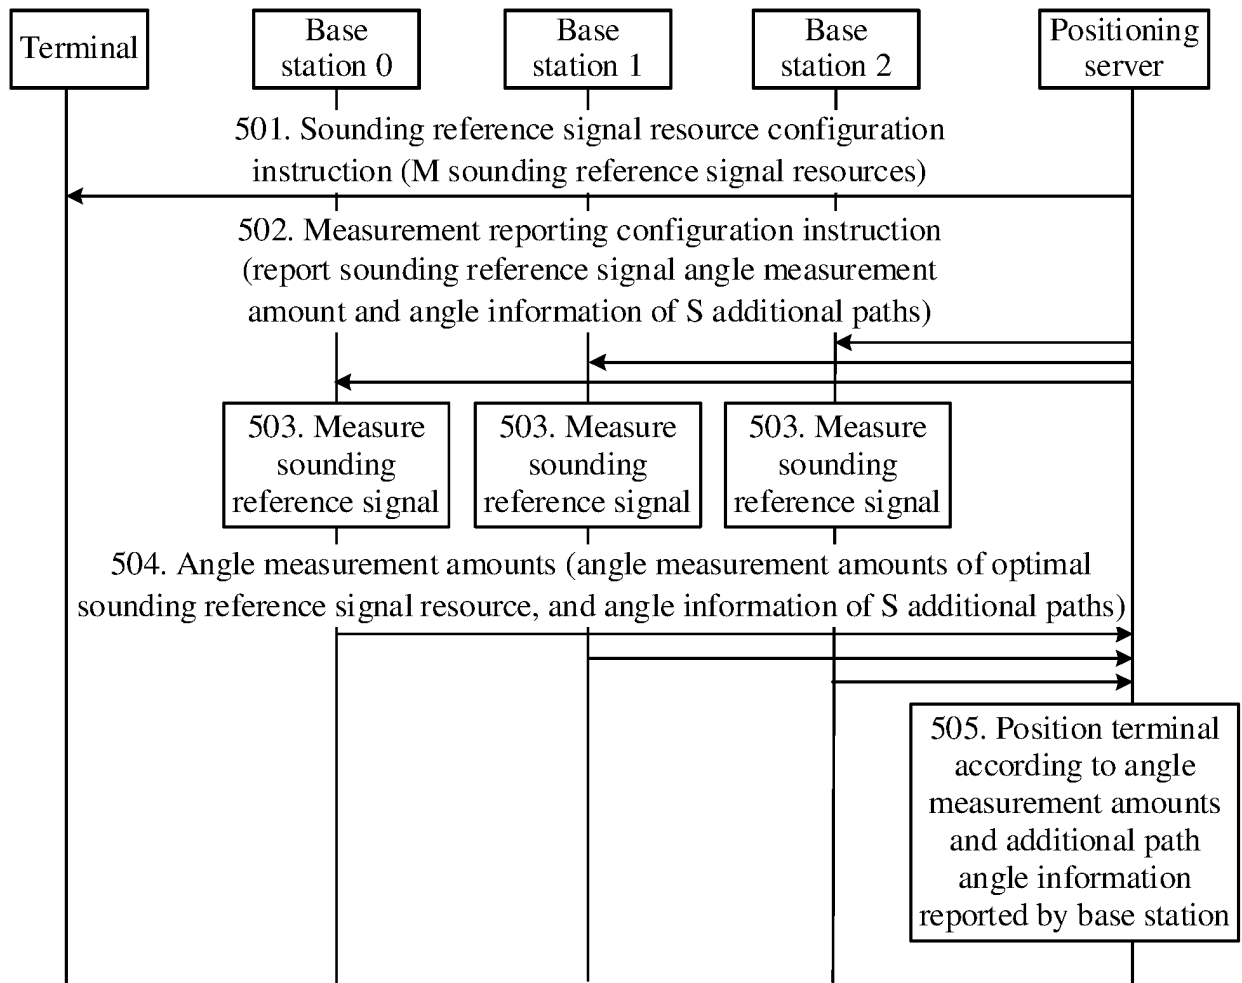 Terminal
Base
station 0
Base
station 1
Base
station 2
Positioning
server
501. Sounding reference signal resource configuration
instruction (M sounding reference signal resources)
502. Measurement reporting configuration instruction
(report sounding reference signal angle measurement
amount and angle information of S additional paths)
503. Measure
sounding
reference signal
503. Measure
sounding
reference signal
503. Measure
sounding
reference signal
504. Angle measurement amounts (angle measurement amounts of optimal
sounding reference signal resource, and angle information of S additional paths)
505. Position terminal
according to angle
measurement amounts
and additional path
angle information
reported by base station